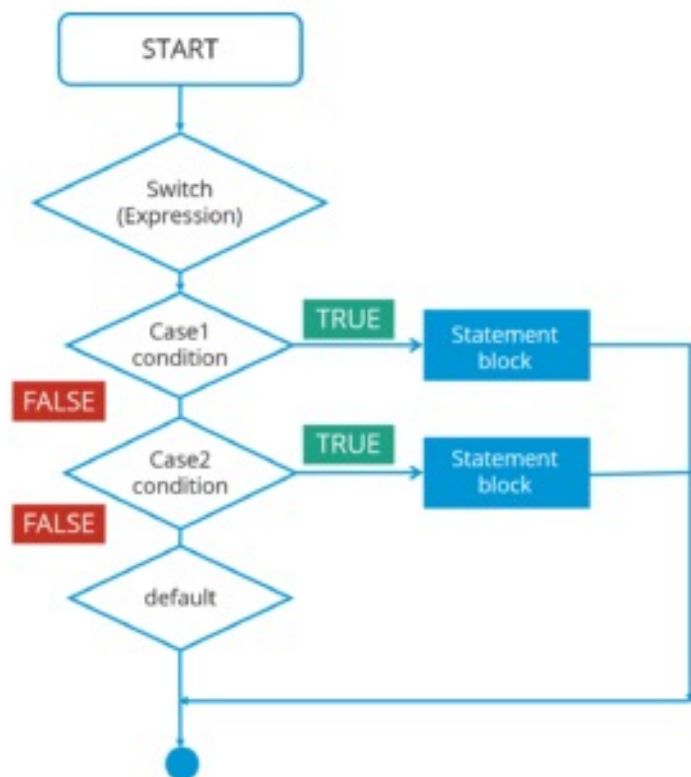 START
Switch
(Expression)
Case1
condition
TRUE
Statement
block
FALSE
Case2
condition
TRUE
Statement
block
FALSE
default